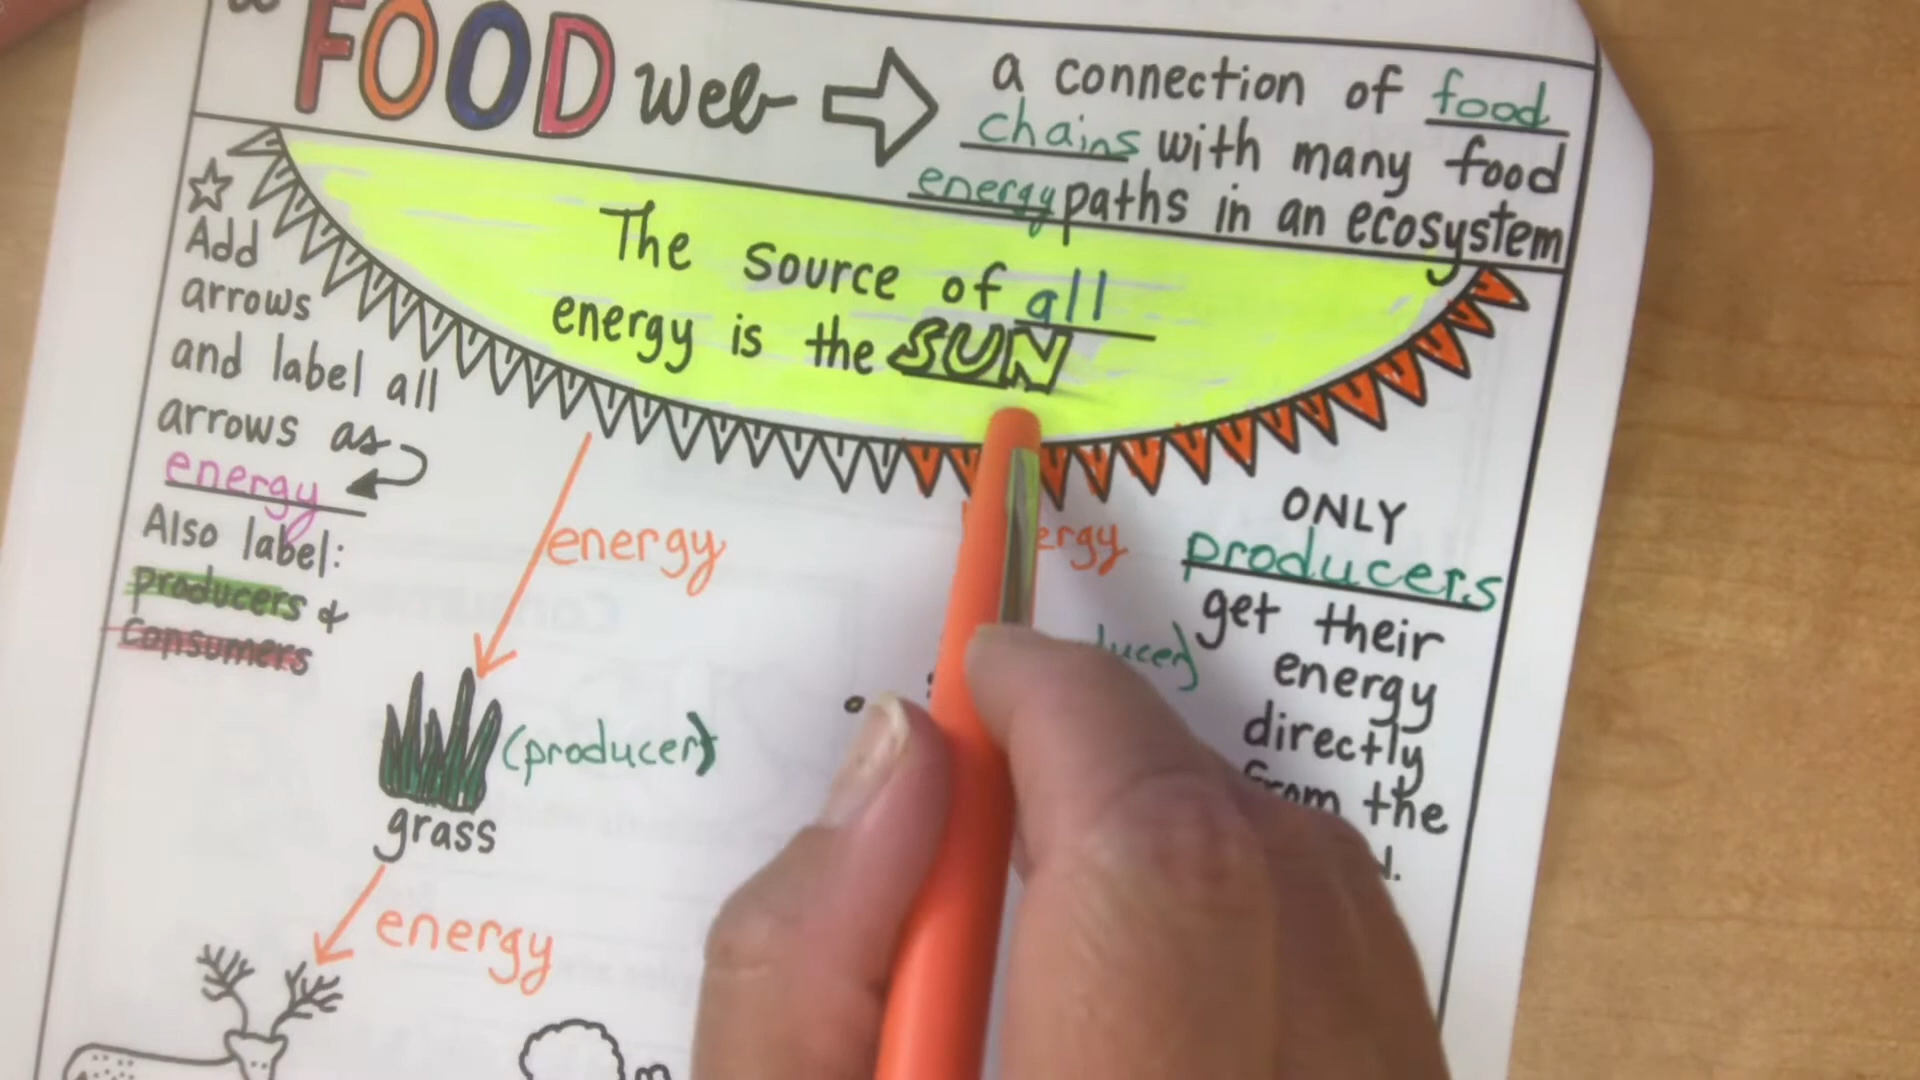 FOOD web
a connection of food
chains with many food
energy paths in an ecosystem
The source of all
energy is the SUN
Add
arrows
and label all
arrows as
energy
Also label:
producers &
consumers
energy
ONLY
producers
get their
energy
directly
from the
(producer)
grass
energy